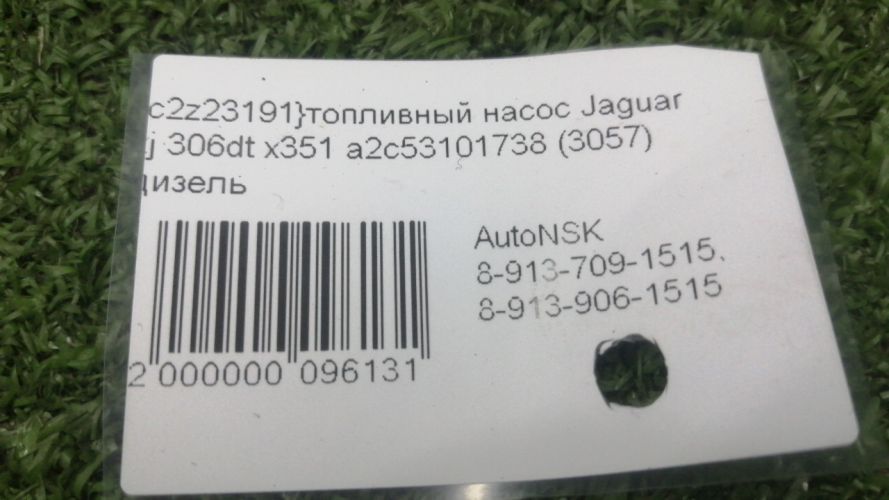 c2z23191}топливный насос Jaguar
j 306dt x351 a2c53101738 (3057)
дизель
AutoNSK
8-913-709-1515,
8-913-906-1515
2 000000 096131